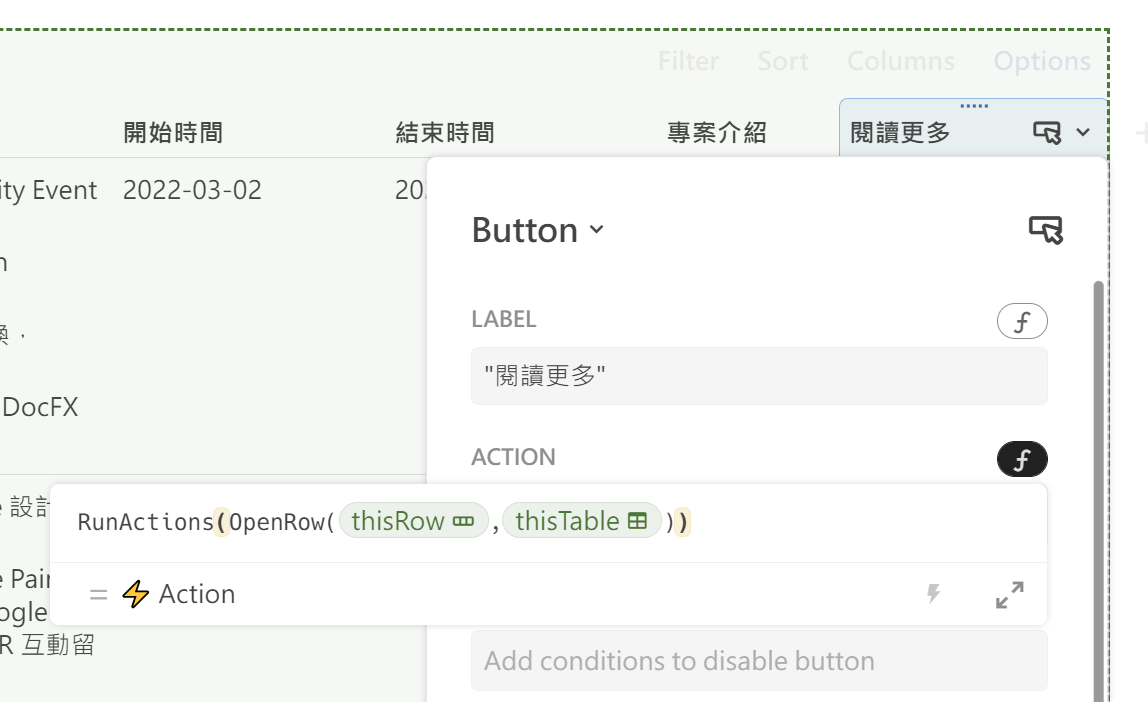 Filter Sort Columns Options
開始時間 結束時間 專案介紹 閱讀更多
ity Event 2022-03-02 20
Button
n
LABEL
換，
"閱讀更多"
DocFX
ACTION
e 設計
RunActions(OpenRow(thisRow,thisTable))
e Pair
= Action
ogle
R 互動留
Add conditions to disable button